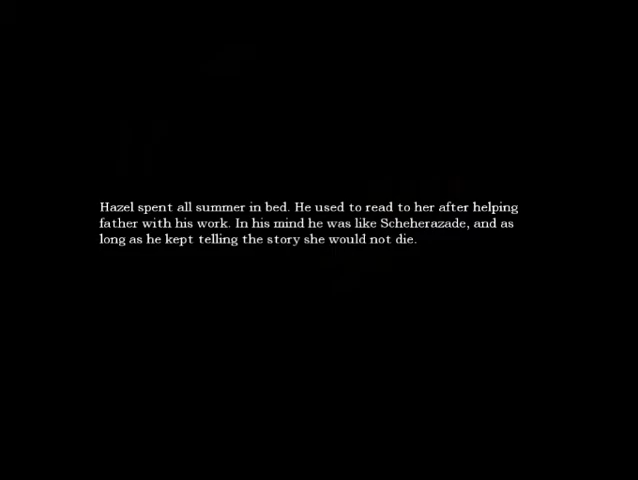 Hazel spent all summer in bed. He used to read to her after helping
father with his work. In his mind he was like Scheherazade, and as
long as he kept telling the story she would not die.